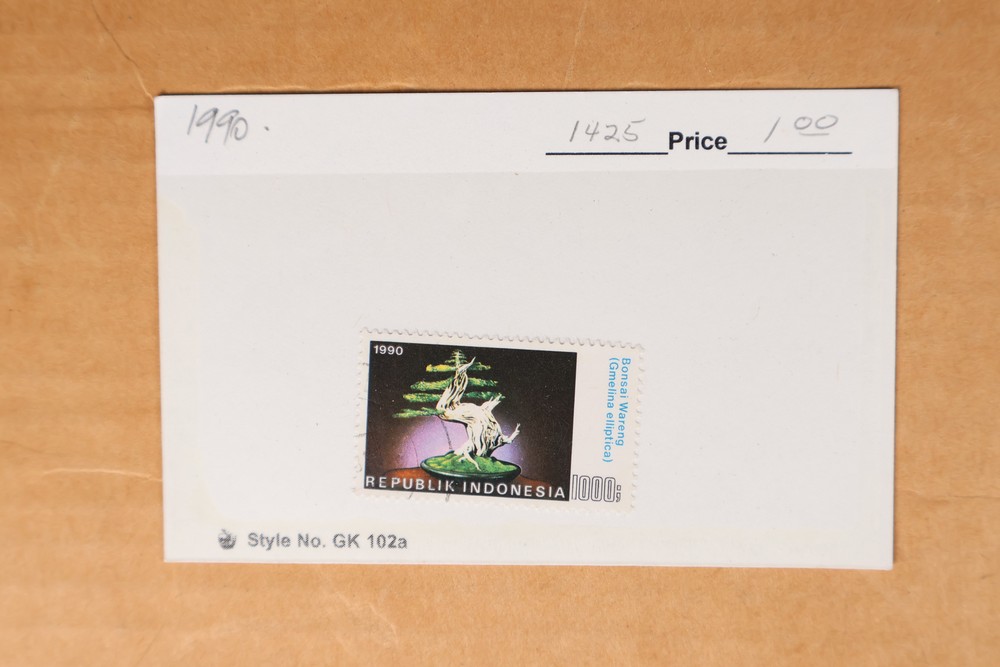 1990.
1425 Price 1 00
1990
Bonsai Wareng
(Gmelina elliptica)
REPUBLIK INDONESIA 1000:=
Style No. GK 102a